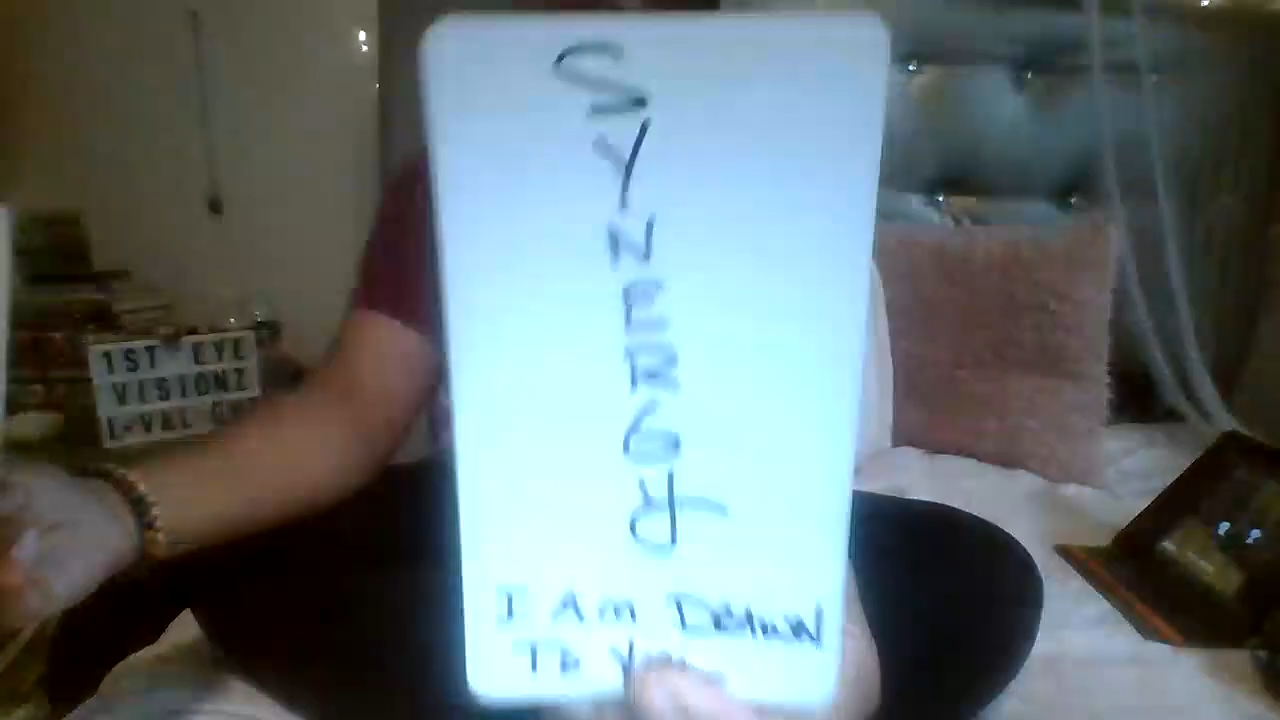 1ST EYE
VISIONZ
SYNERGY
I AM DRAWN
TO YOU